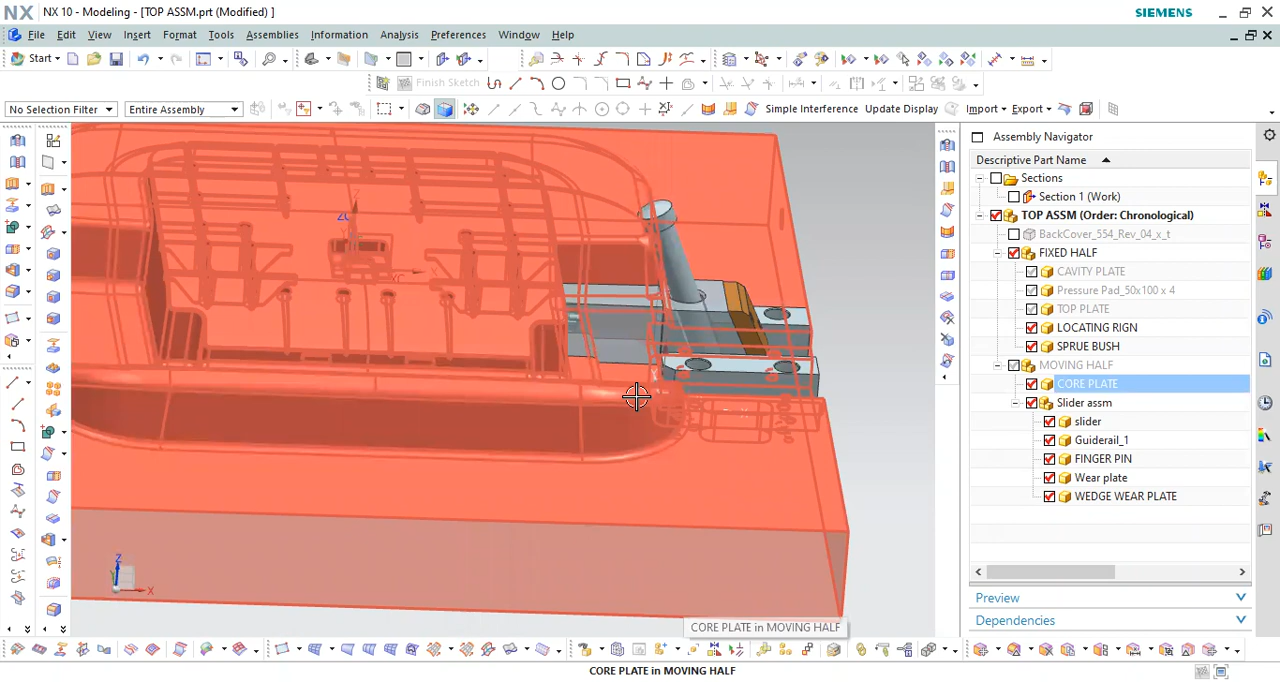 NX NX 10 - Modeling - [TOP ASSM.prt (Modified) ] SIEMENS
File Edit View Insert Format Tools Assemblies Information Analysis Preferences Window Help
Start
Finish Sketch
No Selection Filter Entire Assembly Simple Interference Update Display Import Export
Assembly Navigator
Descriptive Part Name
Sections
Section 1 (Work)
TOP ASSM (Order: Chronological)
BackCover_554_Rev_04_x_t
FIXED HALF
CAVITY PLATE
Pressure Pad_50x100 x 4
TOP PLATE
LOCATING RIGN
SPRUE BUSH
MOVING HALF
CORE PLATE
Slider assm
slider
Guiderail_1
FINGER PIN
Wear plate
WEDGE WEAR PLATE
Preview
Dependencies
Z
X
CORE PLATE in MOVING HALF
CORE PLATE in MOVING HALF